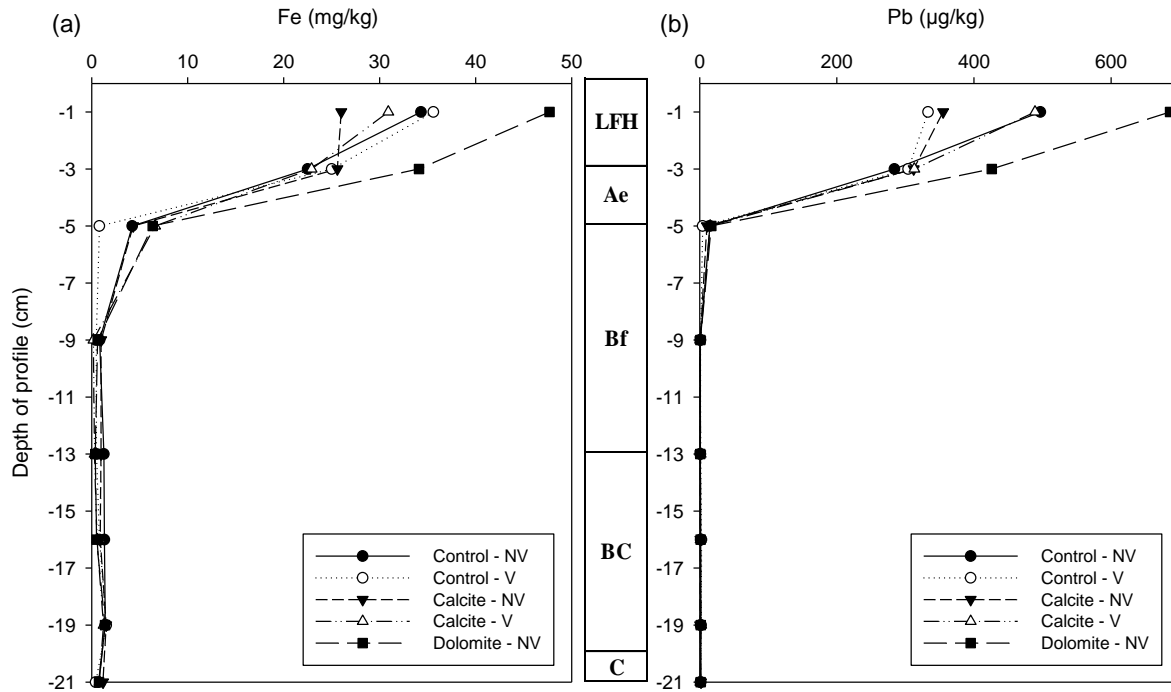 (a)
Fe (mg/kg)
0 10 20 30 40 50
Depth of profile (cm)
-1
-3
-5
-7
-9
-11
-13
-15
-17
-19
-21
Control - NV
Control - V
Calcite - NV
Calcite - V
Dolomite - NV
LFH
Ae
Bf
BC
C
(b)
Pb (µg/kg)
0 200 400 600
-1
-3
-5
-7
-9
-11
-13
-15
-17
-19
-21
Control - NV
Control - V
Calcite - NV
Calcite - V
Dolomite - NV